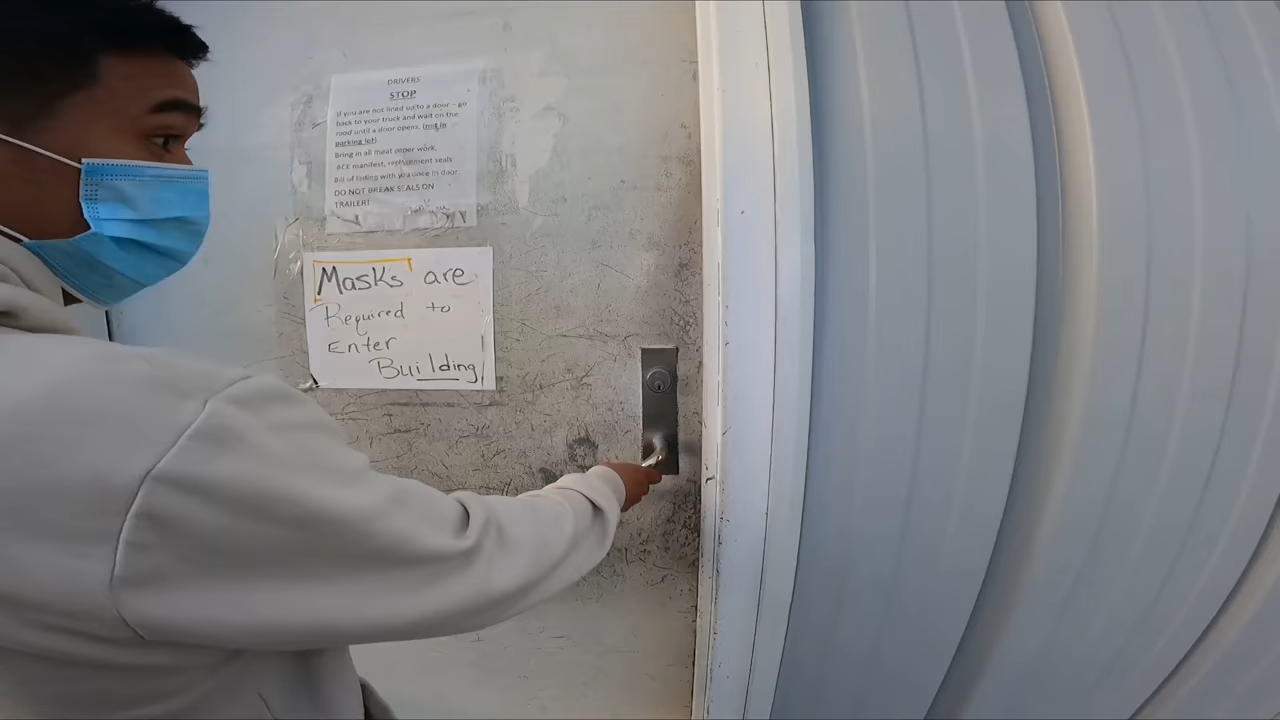 DRIVERS
STOP
If you are not lined up to a door – go
back to your truck and wait on the
road until a door opens. (not in
parking lot)
Bring in all meat paper work,
ACE manifest, replacement seals
Bill of lading with you once in door.
DO NOT BREAK SEALS ON
TRAILER!
Masks are
Required to
Enter
Building